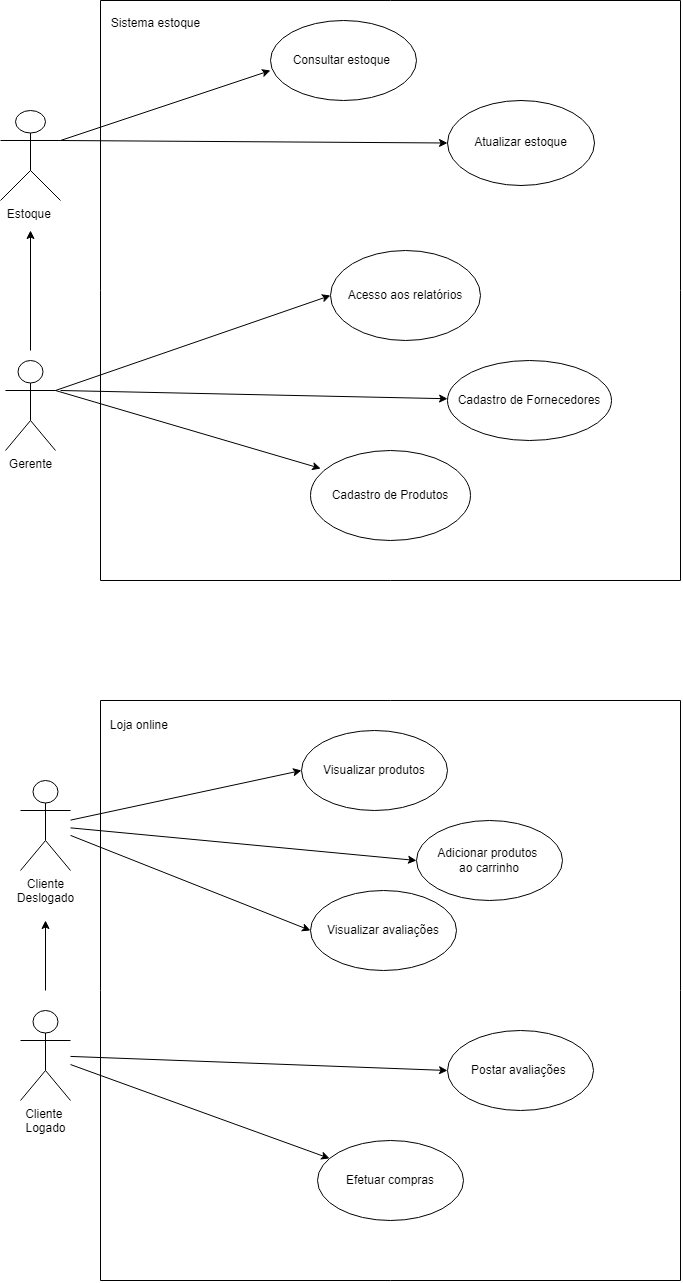 Sistema estoque
Consultar estoque
Atualizar estoque
Estoque
Acesso aos relatórios
Cadastro de Fornecedores
Gerente
Cadastro de Produtos
Loja online
Visualizar produtos
Adicionar produtos
ao carrinho
Cliente
Deslogado
Visualizar avaliações
Postar avaliações
Cliente
Logado
Efetuar compras